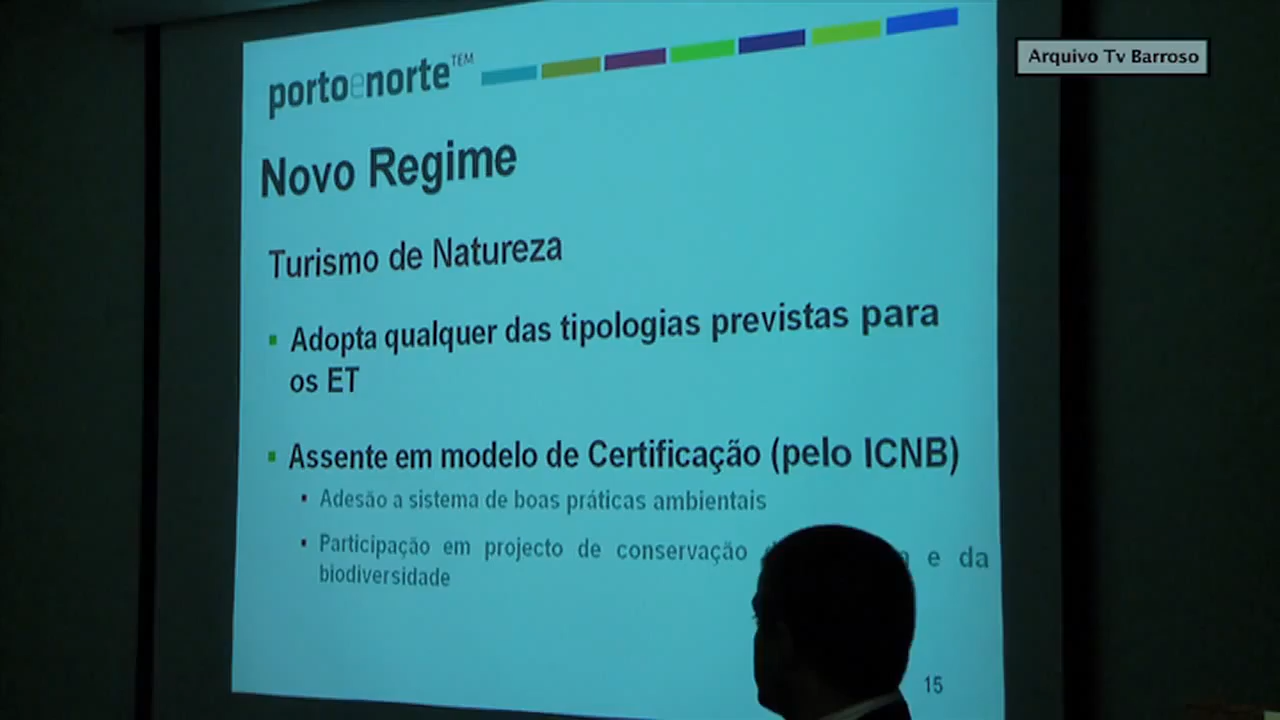 Arquivo Tv Barroso
portoenorte TEM
Novo Regime
Turismo de Natureza
Adopta qualquer das tipologias previstas para
os ET
Assente em modelo de Certificação (pelo ICNB)
Adesão a sistema de boas práticas ambientais
Participação em projecto de conservação e da
biodiversidade
15